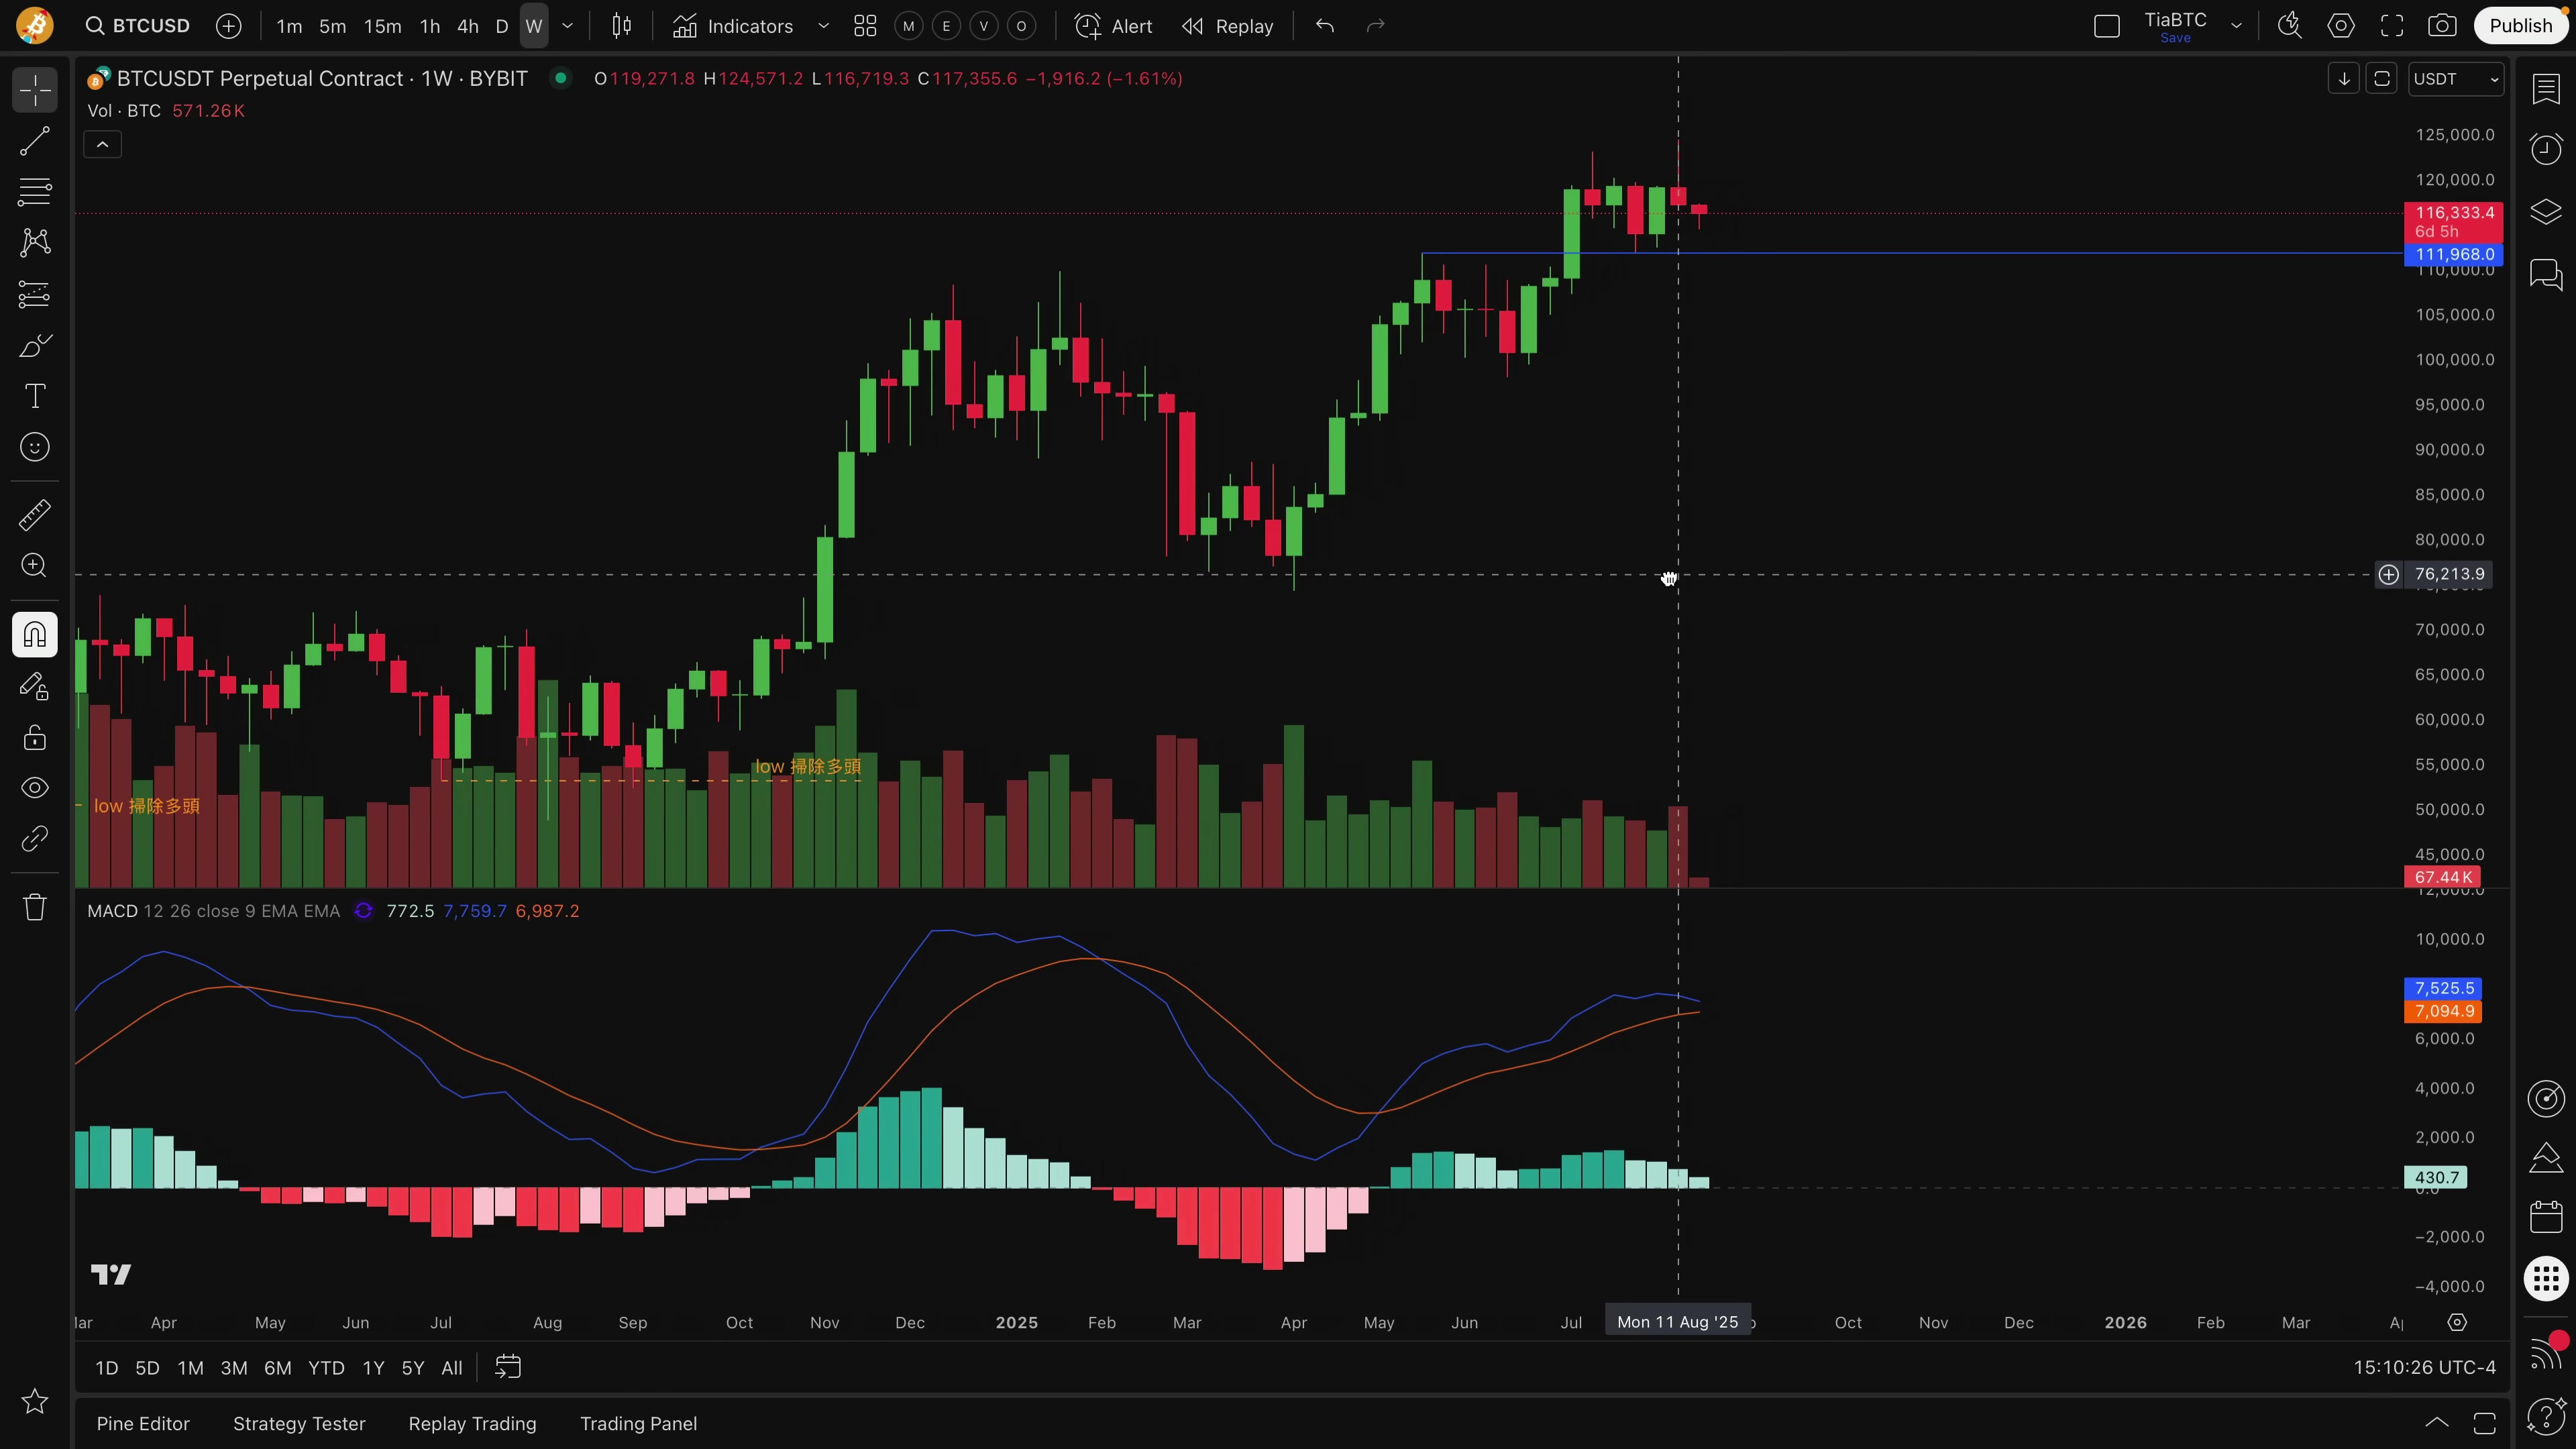 BTCUSD 1m 5m 15m 1h 4h D W Indicators M E V O Alert Replay TiaBTC Save Publish
BTCUSDT Perpetual Contract · 1W · BYBIT O119,271.8 H124,571.2 L116,719.3 C117,355.6 −1,916.2 (−1.61%) USDT
Vol · BTC 571.26K
125,000.0
120,000.0
116,333.4
6d 5h
111,968.0
110,000.0
105,000.0
100,000.0
95,000.0
90,000.0
85,000.0
80,000.0
76,213.9
70,000.0
65,000.0
60,000.0
55,000.0
low 掃除多頭
low 掃除多頭
50,000.0
45,000.0
67.44K
12,000.0
MACD 12 26 close 9 EMA EMA 772.5 7,759.7 6,987.2
10,000.0
7,525.5
7,094.9
6,000.0
4,000.0
2,000.0
430.7
0.0
−2,000.0
−4,000.0
Apr May Jun Jul Aug Sep Oct Nov Dec 2025 Feb Mar Apr May Jun Jul Mon 11 Aug '25 Oct Nov Dec 2026 Feb Mar
1D 5D 1M 3M 6M YTD 1Y 5Y All 15:10:26 UTC-4
Pine Editor Strategy Tester Replay Trading Trading Panel